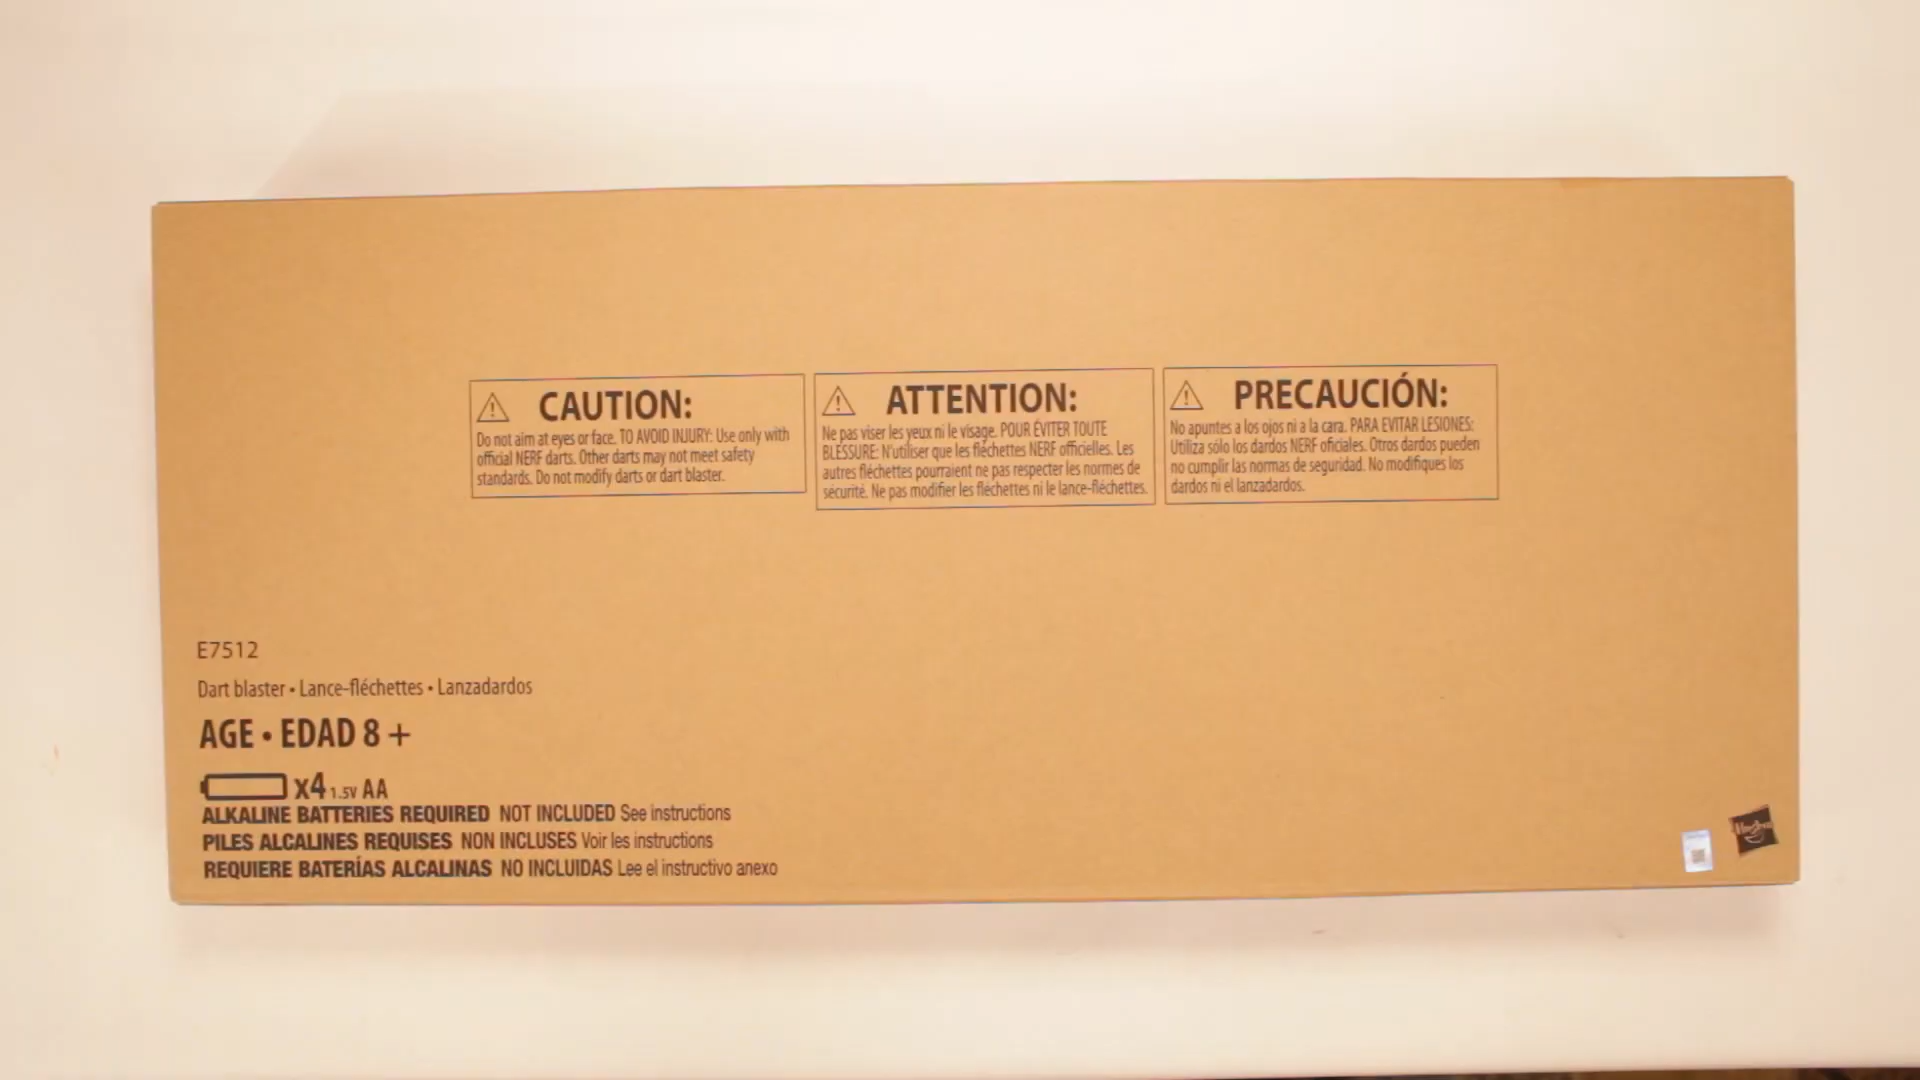 CAUTION:
Do not aim at eyes or face. TO AVOID INJURY: Use only with
official NERF darts. Other darts may not meet safety
standards. Do not modify darts or dart blaster.
ATTENTION:
Ne pas viser les yeux ni le visage. POUR ÉVITER TOUTE
BLESSURE: N'utiliser que les fléchettes NERF officielles. Les
autres fléchettes pourraient ne pas respecter les normes de
sécurité. Ne pas modifier les fléchettes ni le lance-fléchettes.
PRECAUCIÓN:
No apuntes a los ojos ni a la cara. PARA EVITAR LESIONES:
Utiliza sólo los dardos NERF oficiales. Otros dardos pueden
no cumplir las normas de seguridad. No modifiques los
dardos ni el lanzadardos.
E7512
Dart blaster • Lance-fléchettes • Lanzadardos
AGE • EDAD 8 +
x4 1.5V AA
ALKALINE BATTERIES REQUIRED NOT INCLUDED See instructions
PILES ALCALINES REQUISES NON INCLUSES Voir les instructions
REQUIERE BATERÍAS ALCALINAS NO INCLUIDAS Lee el instructivo anexo
Hasbro